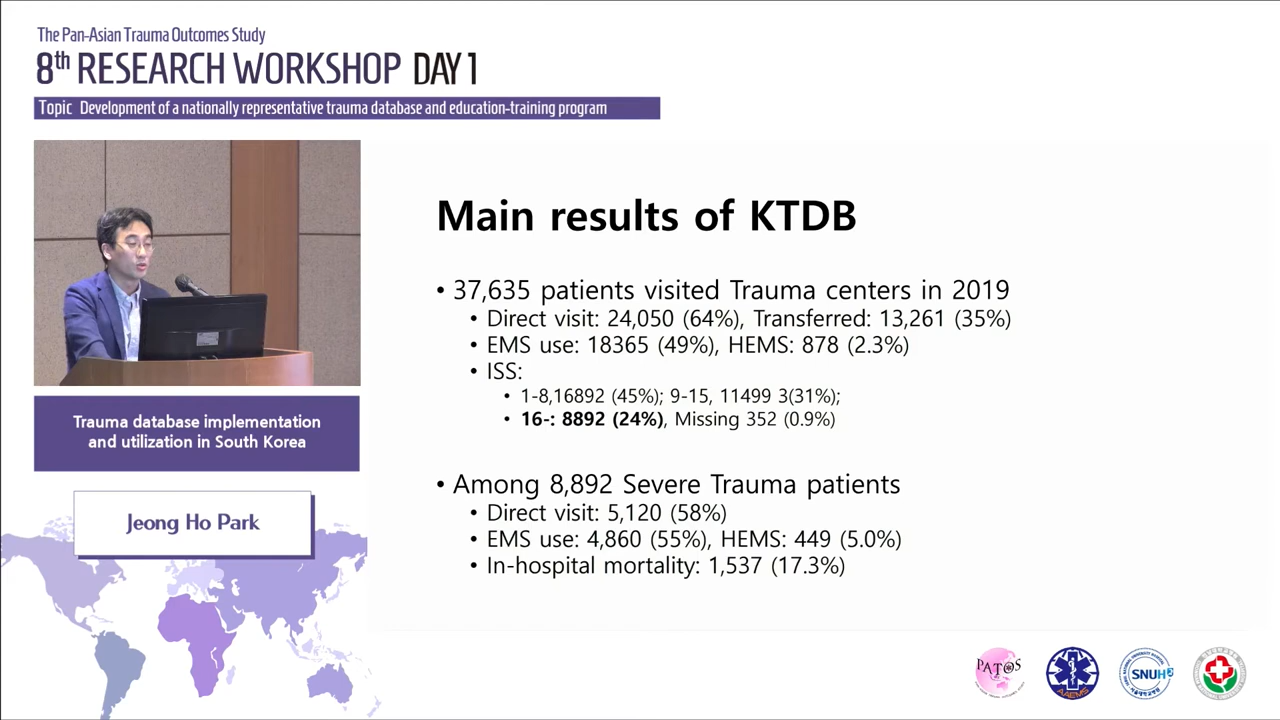 The Pan-Asian Trauma Outcomes Study
8th RESEARCH WORKSHOP DAY 1
Topic Development of a nationally representative trauma database and education-training program
Trauma database implementation
and utilization in South Korea
Jeong Ho Park
Main results of KTDB
• 37,635 patients visited Trauma centers in 2019
• Direct visit: 24,050 (64%), Transferred: 13,261 (35%)
• EMS use: 18365 (49%), HEMS: 878 (2.3%)
• ISS:
• 1-8,16892 (45%); 9-15, 11499 3(31%);
• 16-: 8892 (24%), Missing 352 (0.9%)
• Among 8,892 Severe Trauma patients
• Direct visit: 5,120 (58%)
• EMS use: 4,860 (55%), HEMS: 449 (5.0%)
• In-hospital mortality: 1,537 (17.3%)
PATOS
AAEMS
SNUH